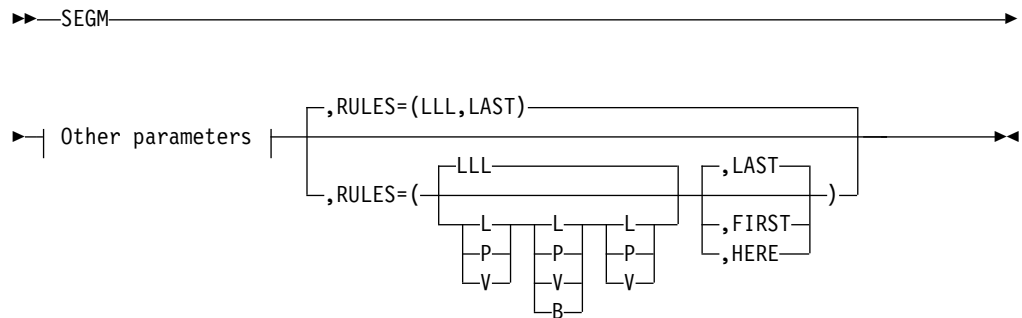 SEGM
,RULES=(LLL,LAST)
Other parameters
LLL ,LAST
,RULES=( )
L L L ,FIRST
P P P ,HERE
V V V
B